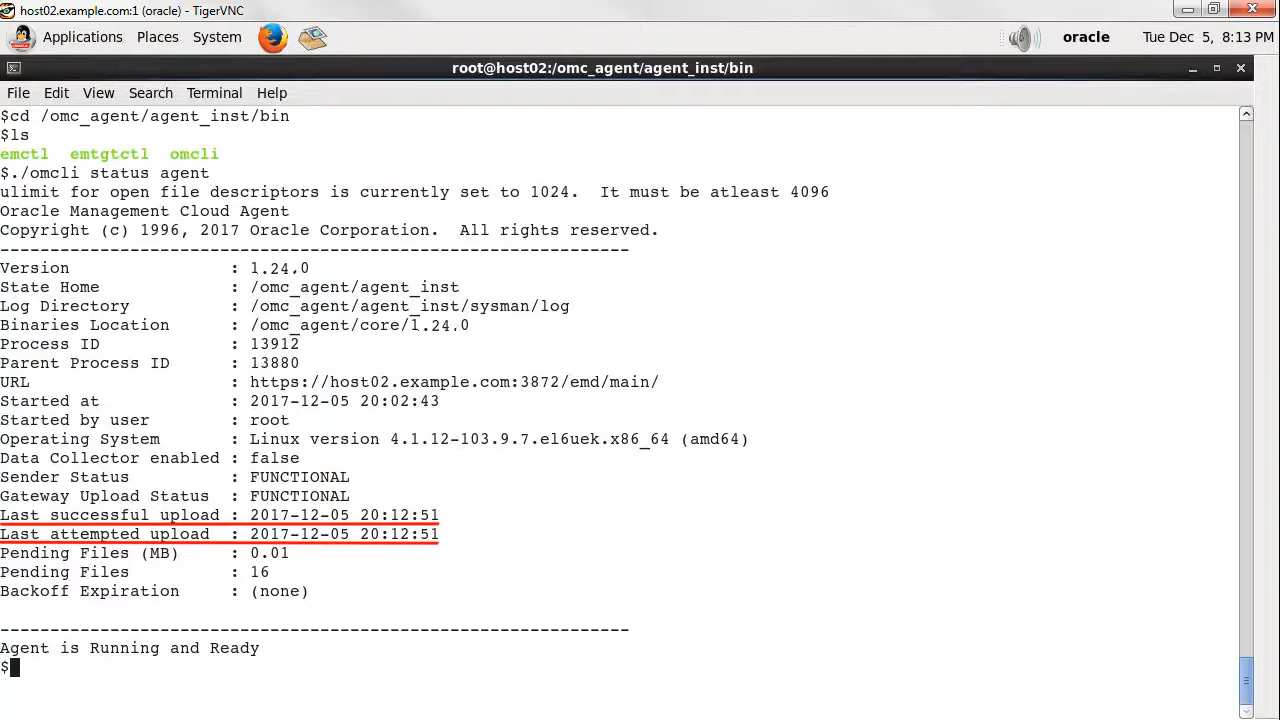 host02.example.com:1 (oracle) - TigerVNC
Applications Places System oracle Tue Dec 5, 8:13 PM
root@host02:/omc_agent/agent_inst/bin
File Edit View Search Terminal Help
$cd /omc_agent/agent_inst/bin
$ls
emctl emtgtctl omcli
$./omcli status agent
ulimit for open file descriptors is currently set to 1024. It must be atleast 4096
Oracle Management Cloud Agent
Copyright (c) 1996, 2017 Oracle Corporation. All rights reserved.
---------------------------------------------------------------
Version : 1.24.0
State Home : /omc_agent/agent_inst
Log Directory : /omc_agent/agent_inst/sysman/log
Binaries Location : /omc_agent/core/1.24.0
Process ID : 13912
Parent Process ID : 13880
URL : https://host02.example.com:3872/emd/main/
Started at : 2017-12-05 20:02:43
Started by user : root
Operating System : Linux version 4.1.12-103.9.7.el6uek.x86_64 (amd64)
Data Collector enabled : false
Sender Status : FUNCTIONAL
Gateway Upload Status : FUNCTIONAL
Last successful upload : 2017-12-05 20:12:51
Last attempted upload : 2017-12-05 20:12:51
Pending Files (MB) : 0.01
Pending Files : 16
Backoff Expiration : (none)
---------------------------------------------------------------
Agent is Running and Ready
$